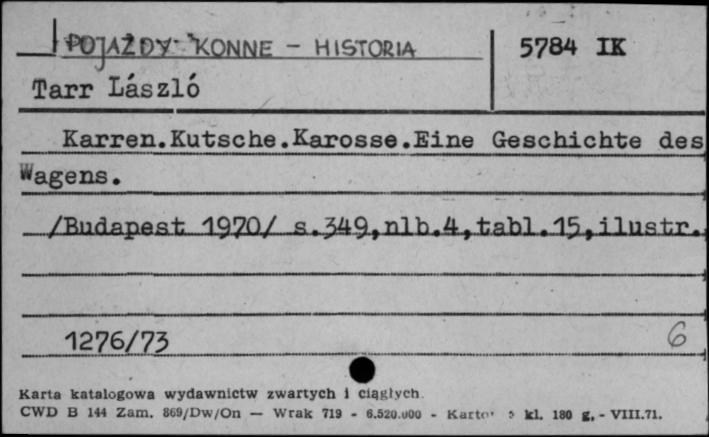 POJAZDY KONNE - HISTORIA
5784 IK
Tarr László
Karren.Kutsche.Karosse.Eine Geschichte des
Wagens.
/Budapest 1970/ s.349,nlb.4,tabl.15,ilustr.
1276/73
6
Karta katalogowa wydawnictw zwartych i ciągłych.
CWD B 144 Zam. 869/Dw/On — Wrak 719 - 6.520.000 - kl. 180 g. - VIII.71.